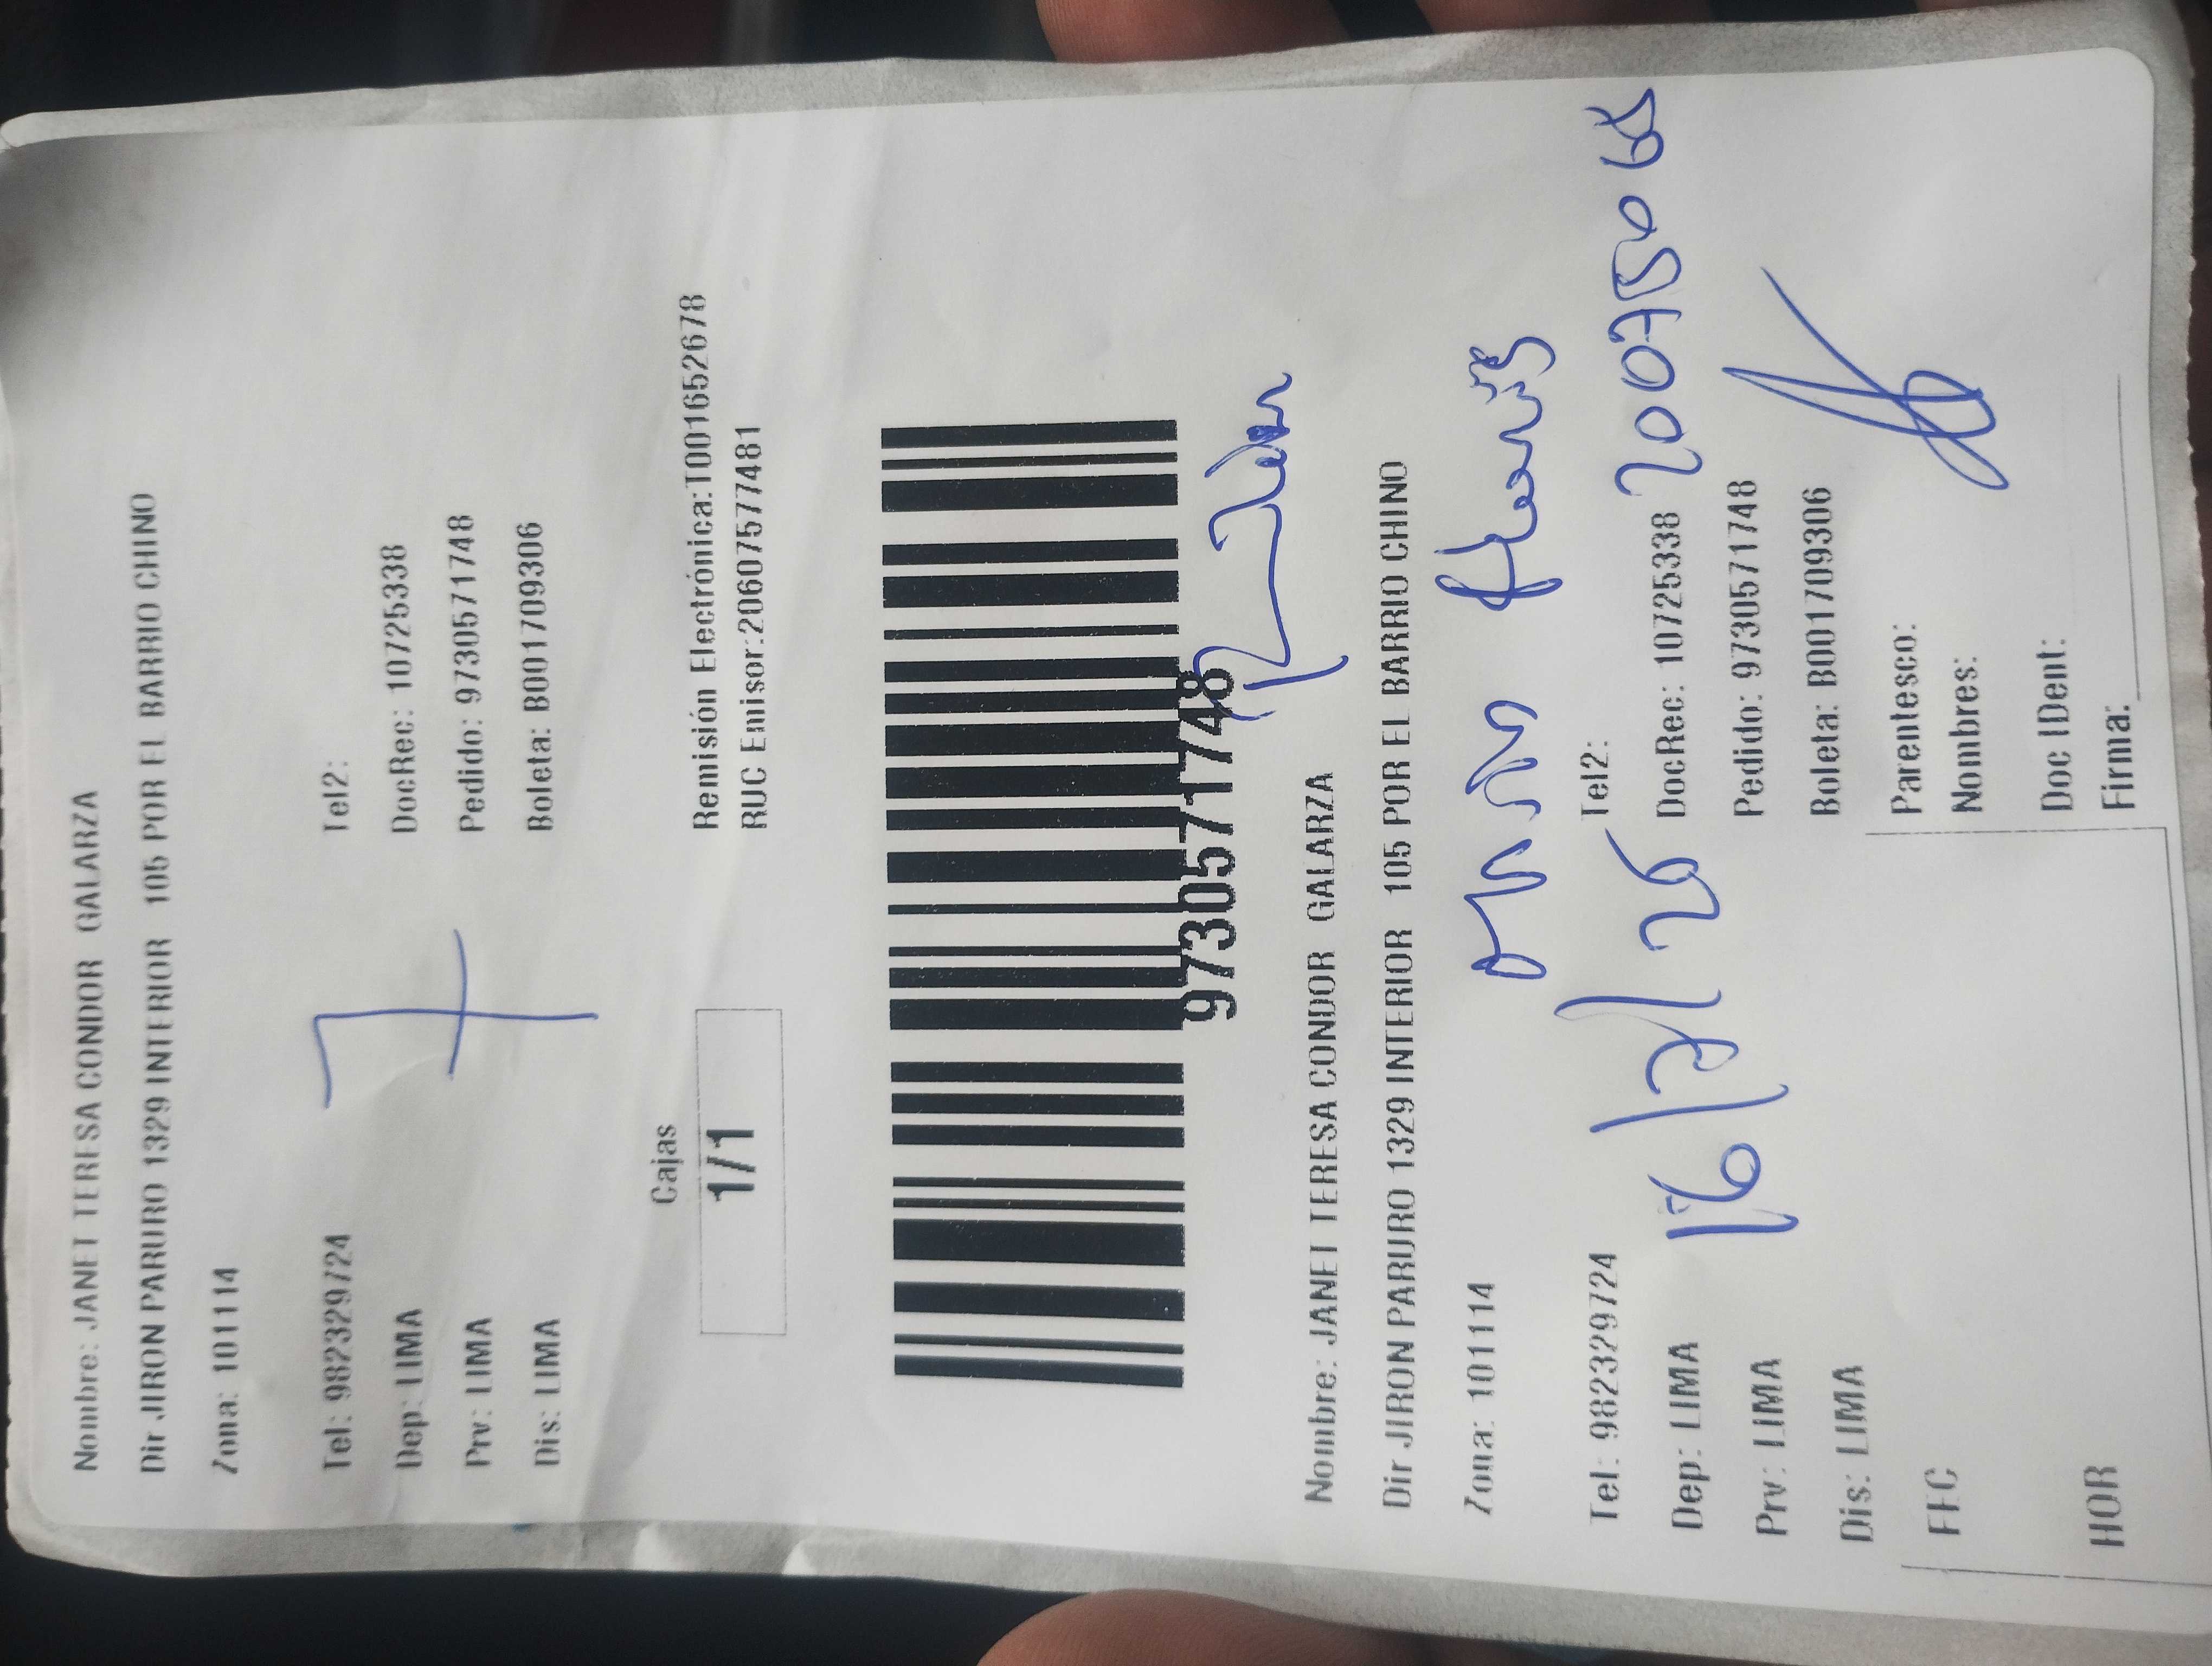 Nombre: JANET TERESA CONDOR GALARZA
Dir JIRON PARURO 1329 INTERIOR 105 POR EL BARRIO CHINO
Zona: 101114
Tel: 982329724 Tel2:
Dep: LIMA DocRec: 10725338
Prv: LIMA Pedido: 9730571748
Dis: LIMA Boleta: B001709306
7
Cajas
1/1
Remisión Electrónica:T001652678
RUC Emisor:20607577481
9730571748
Nombre: JANET TERESA CONDOR GALARZA
Dir JIRON PARURO 1329 INTERIOR 105 POR EL BARRIO CHINO
Zona: 101114
Tel: 982329724 Tel2:
Dep: LIMA DocRec: 10725338
Prv: LIMA Pedido: 9730571748
Dis: LIMA Boleta: B001709306
FEC Parentesco:
Nombres:
HOR Doc IDent:
Firma: